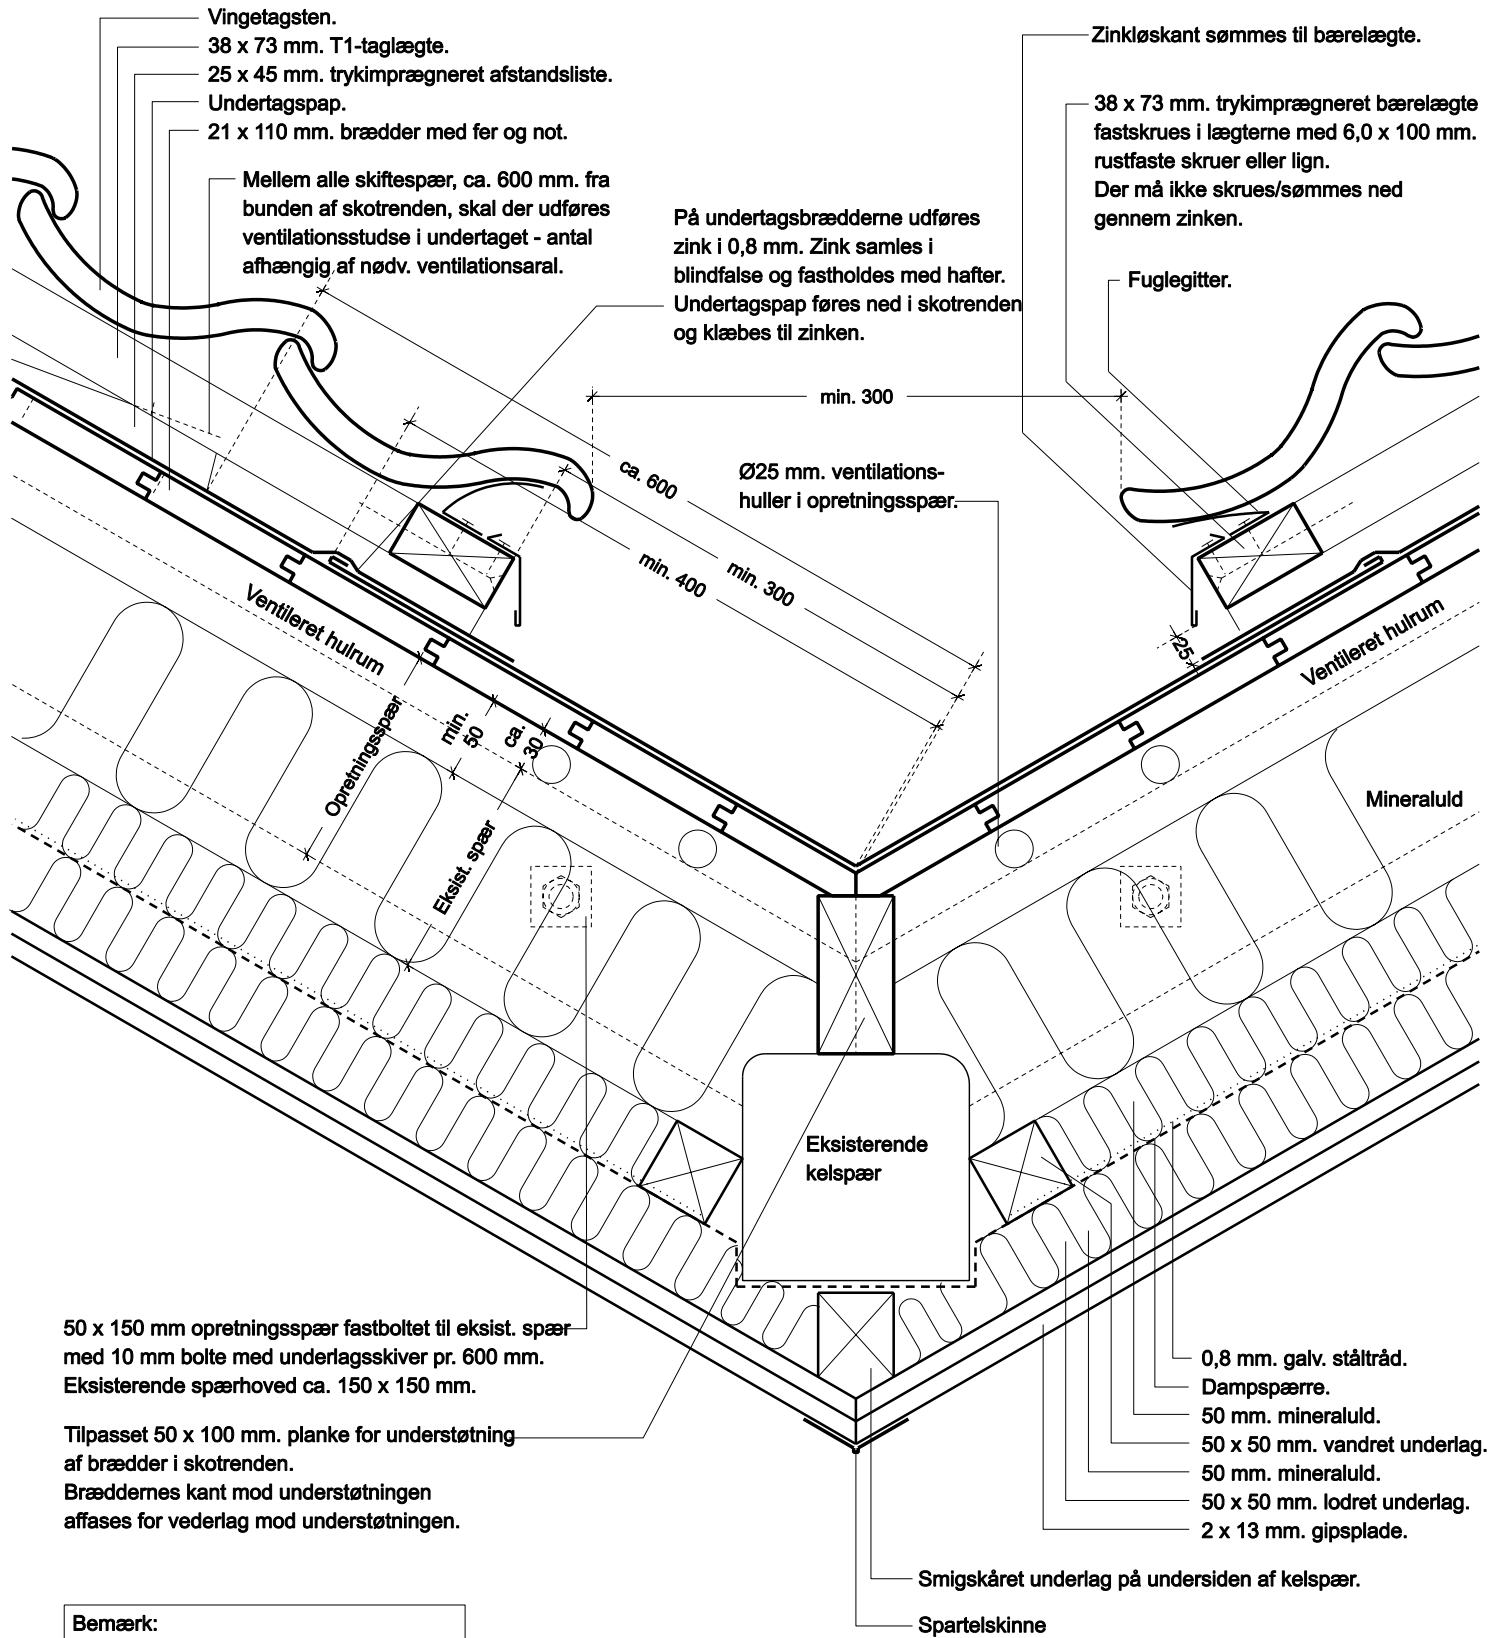 Vingetagsten.
38 x 73 mm. T1-taglægte.
25 x 45 mm. trykimprægneret afstandsliste.
Undertagspap.
21 x 110 mm. brædder med fer og not.
Mellem alle skiftespær, ca. 600 mm. fra
bunden af skotrenden, skal der udføres
ventilationsstudse i undertaget - antal
afhængig af nødv. ventilationsaral.
På undertagsbrædderne udføres
zink i 0,8 mm. Zink samles i
blindfalse og fastholdes med hafter.
Undertagspap føres ned i skotrenden
og klæbes til zinken.
Zinkløskant sømmes til bærelægte.
38 x 73 mm. trykimprægneret bærelægte
fastskrues i lægterne med 6,0 x 100 mm.
rustfaste skruer eller lign.
Der må ikke skrues/sømmes ned
gennem zinken.
Fuglegitter.
min. 300
Ø25 mm. ventilations-
huller i opretningsspær.
ca. 600
min. 300
min. 400
Ventileret hulrum
Ventileret hulrum
25
Opretningsspær
min.
50
ca.
30
Eksist. spær
Mineraluld
Eksisterende
kelspær
50 x 150 mm opretningsspær fastboltet til eksist. spær
med 10 mm bolte med underlagsskiver pr. 600 mm.
Eksisterende spærhoved ca. 150 x 150 mm.
Tilpasset 50 x 100 mm. planke for understøtning
af brædder i skotrenden.
Bræddernes kant mod understøtningen
affases for vederlag mod understøtningen.
0,8 mm. galv. ståltråd.
Dampspærre.
50 mm. mineraluld.
50 x 50 mm. vandret underlag.
50 mm. mineraluld.
50 x 50 mm. lodret underlag.
2 x 13 mm. gipsplade.
Smigskåret underlag på undersiden af kelspær.
Spartelskinne
Bemærk: